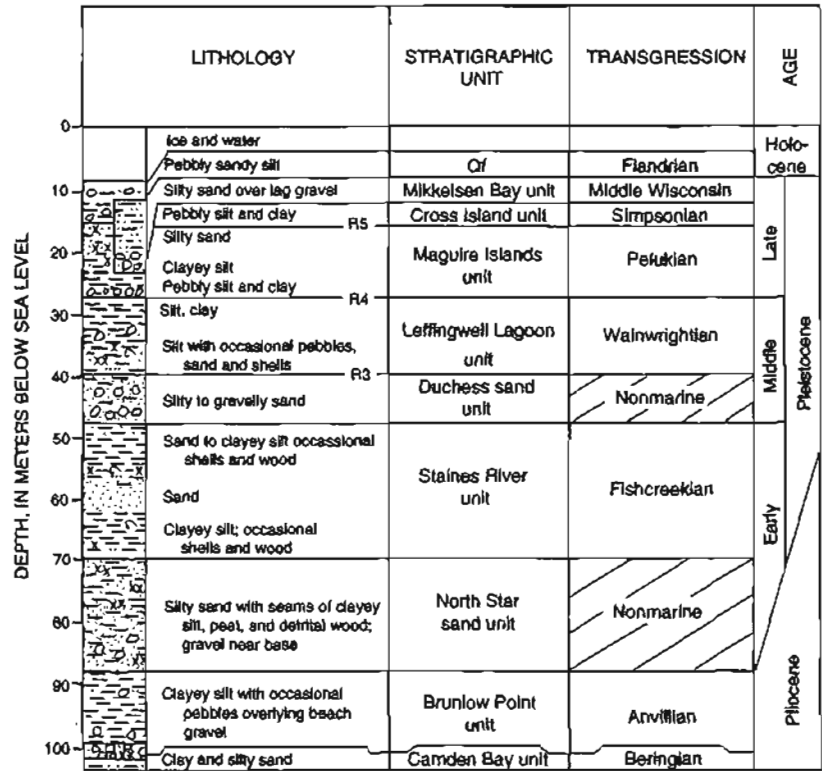 LITHOLOGY
STRATIGRAPHIC
UNIT
TRANSGRESSION
AGE
DEPTH, IN METERS BELOW SEA LEVEL
0
10
20
30
40
50
60
70
80
90
100
Ice and water
Pebbly sandy silt
Silty sand over lag gravel
Pebbly silt and clay
R5
Silty sand
Clayey silt
Pebbly silt and clay
R4
Silt, clay
Silt with occasional pebbles,
sand and shells
R3
Silty to gravelly sand
Sand to clayey silt occassional
shells and wood
Sand
Clayey silt; occasional
shells and wood
Silty sand with seams of clayey
silt, peat, and detrital wood;
gravel near base
Clayey silt with occasional
pebbles overlying beach
gravel
Clay and silty sand
Qf
Mikkelsen Bay unit
Cross Island unit
Maguire Islands
unit
Leffingwell Lagoon
unit
Duchess sand
unit
Staines River
unit
North Star
sand unit
Brunlow Point
unit
Camden Bay unit
Flandrian
Middle Wisconsin
Simpsonian
Pelukian
Wainwrightian
Nonmarine
Fishcreekian
Nonmarine
Anvillian
Beringian
Holo-
cene
Late
Middle
Early
Pleistocene
Pliocene